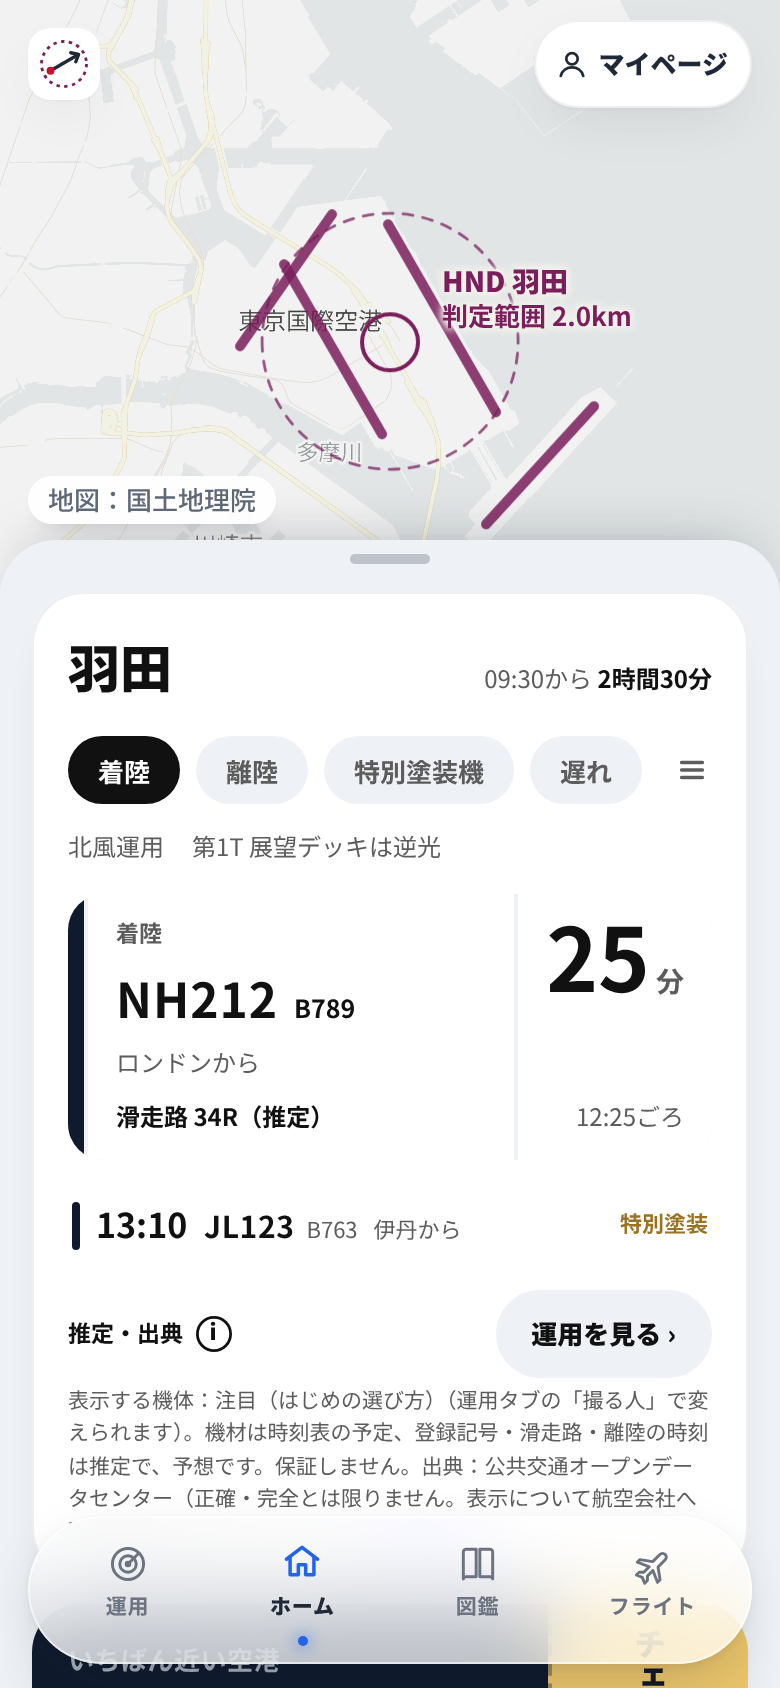 マイページ
HND 羽田
判定範囲 2.0km
東京国際空港
多摩川
地図：国土地理院
羽田
09:30から 2時間30分
着陸
離陸
特別塗装機
遅れ
北風運用 第1T 展望デッキは逆光
着陸
25分
NH212 B789
ロンドンから
滑走路 34R（推定）
12:25ごろ
13:10 JL123 B763 伊丹から
特別塗装
推定・出典
運用を見る ›
表示する機体：注目（はじめの選び方）（運用タブの「撮る人」で変
えられます）。機材は時刻表の予定、登録記号・滑走路・離陸の時刻
は推定で、予想です。保証しません。出典：公共交通オープンデー
タセンター（正確・完全とは限りません。表示について航空会社へ
運用
ホーム
図鑑
フライト
いちばん近い空港
チ
ェ